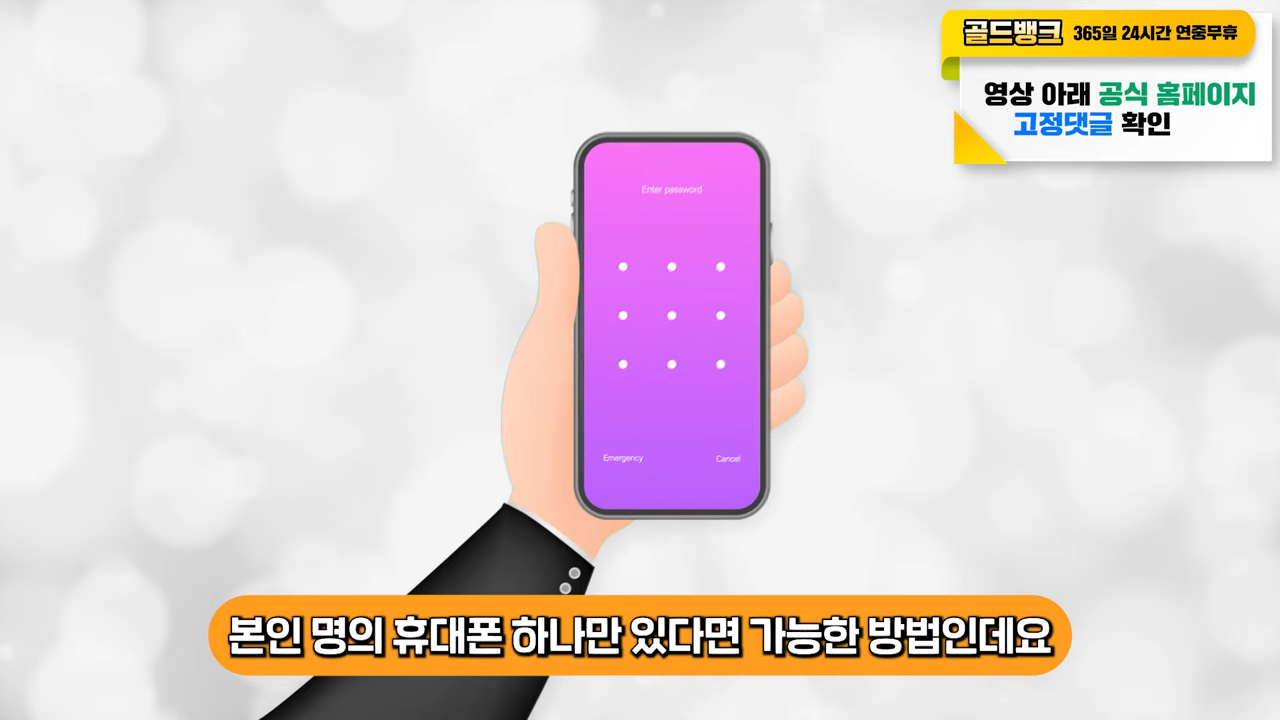 골드뱅크 365일 24시간 연중무휴
영상 아래 공식 홈페이지
고정댓글 확인
Enter password
Emergency Cancel
본인 명의 휴대폰 하나만 있다면 가능한 방법인데요